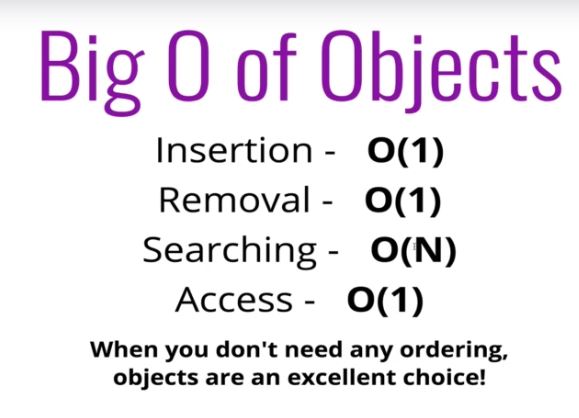 Big O of Objects
Insertion - O(1)
Removal - O(1)
Searching - O(N)
Access - O(1)
When you don't need any ordering,
objects are an excellent choice!